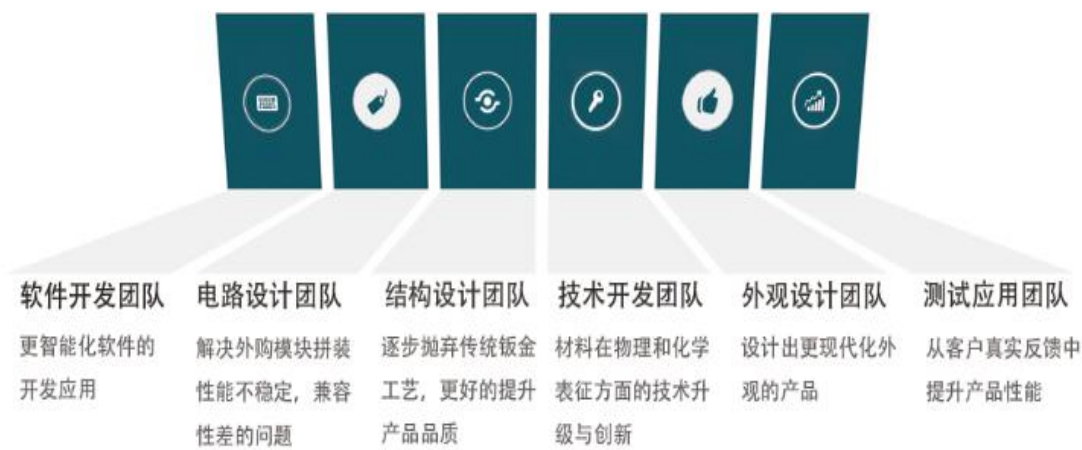 软件开发团队
更智能化软件的
开发应用
电路设计团队
解决外购模块拼装
性能不稳定，兼容
性差的问题
结构设计团队
逐步抛弃传统钣金
工艺，更好的提升
产品品质
技术开发团队
材料在物理和化学
表征方面的技术升
级与创新
外观设计团队
设计出更现代化外
观的产品
测试应用团队
从客户真实反馈中
提升产品性能